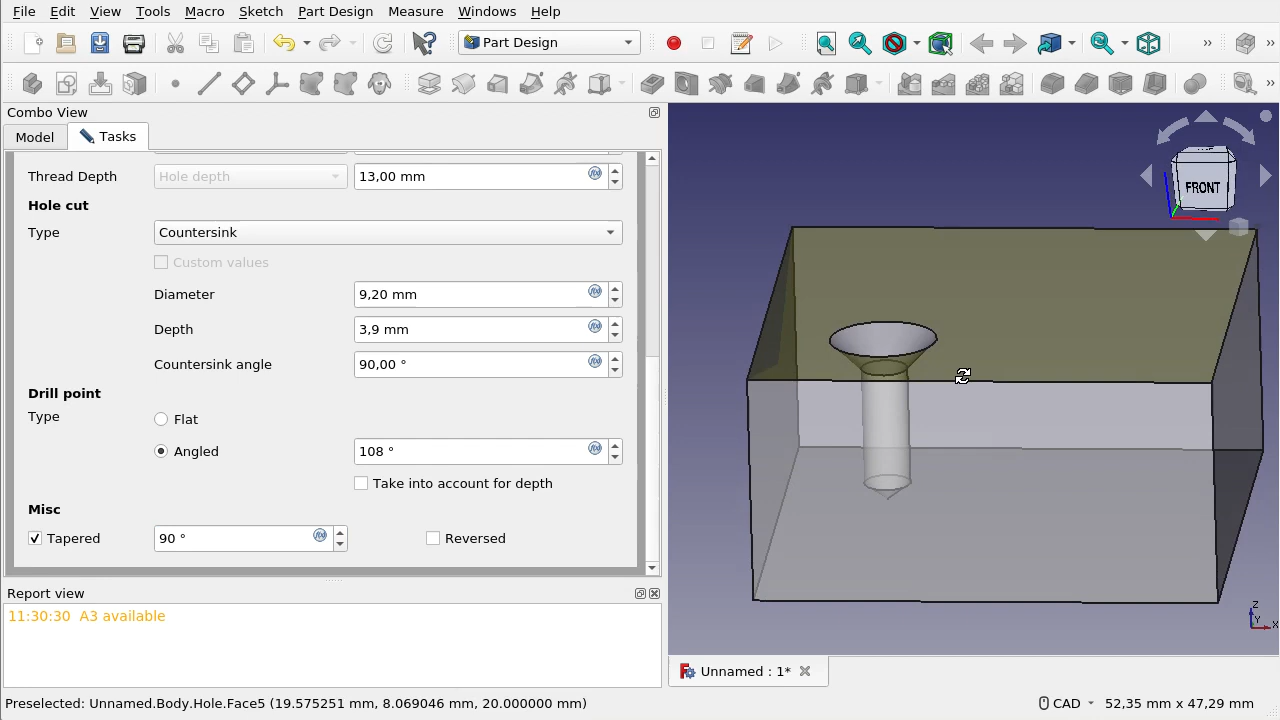 File Edit View Tools Macro Sketch Part Design Measure Windows Help
Part Design
Combo View
Model Tasks
Thread Depth Hole depth 13,00 mm
Hole cut
Type Countersink
Custom values
Diameter 9,20 mm
Depth 3,9 mm
Countersink angle 90,00 °
Drill point
Type Flat
Angled 108 °
Take into account for depth
Misc
Tapered 90 ° Reversed
Report view
11:30:30 A3 available
FRONT
Z
Y
X
Unnamed : 1*
Preselected: Unnamed.Body.Hole.Face5 (19.575251 mm, 8.069046 mm, 20.000000 mm) CAD 52,35 mm x 47,29 mm